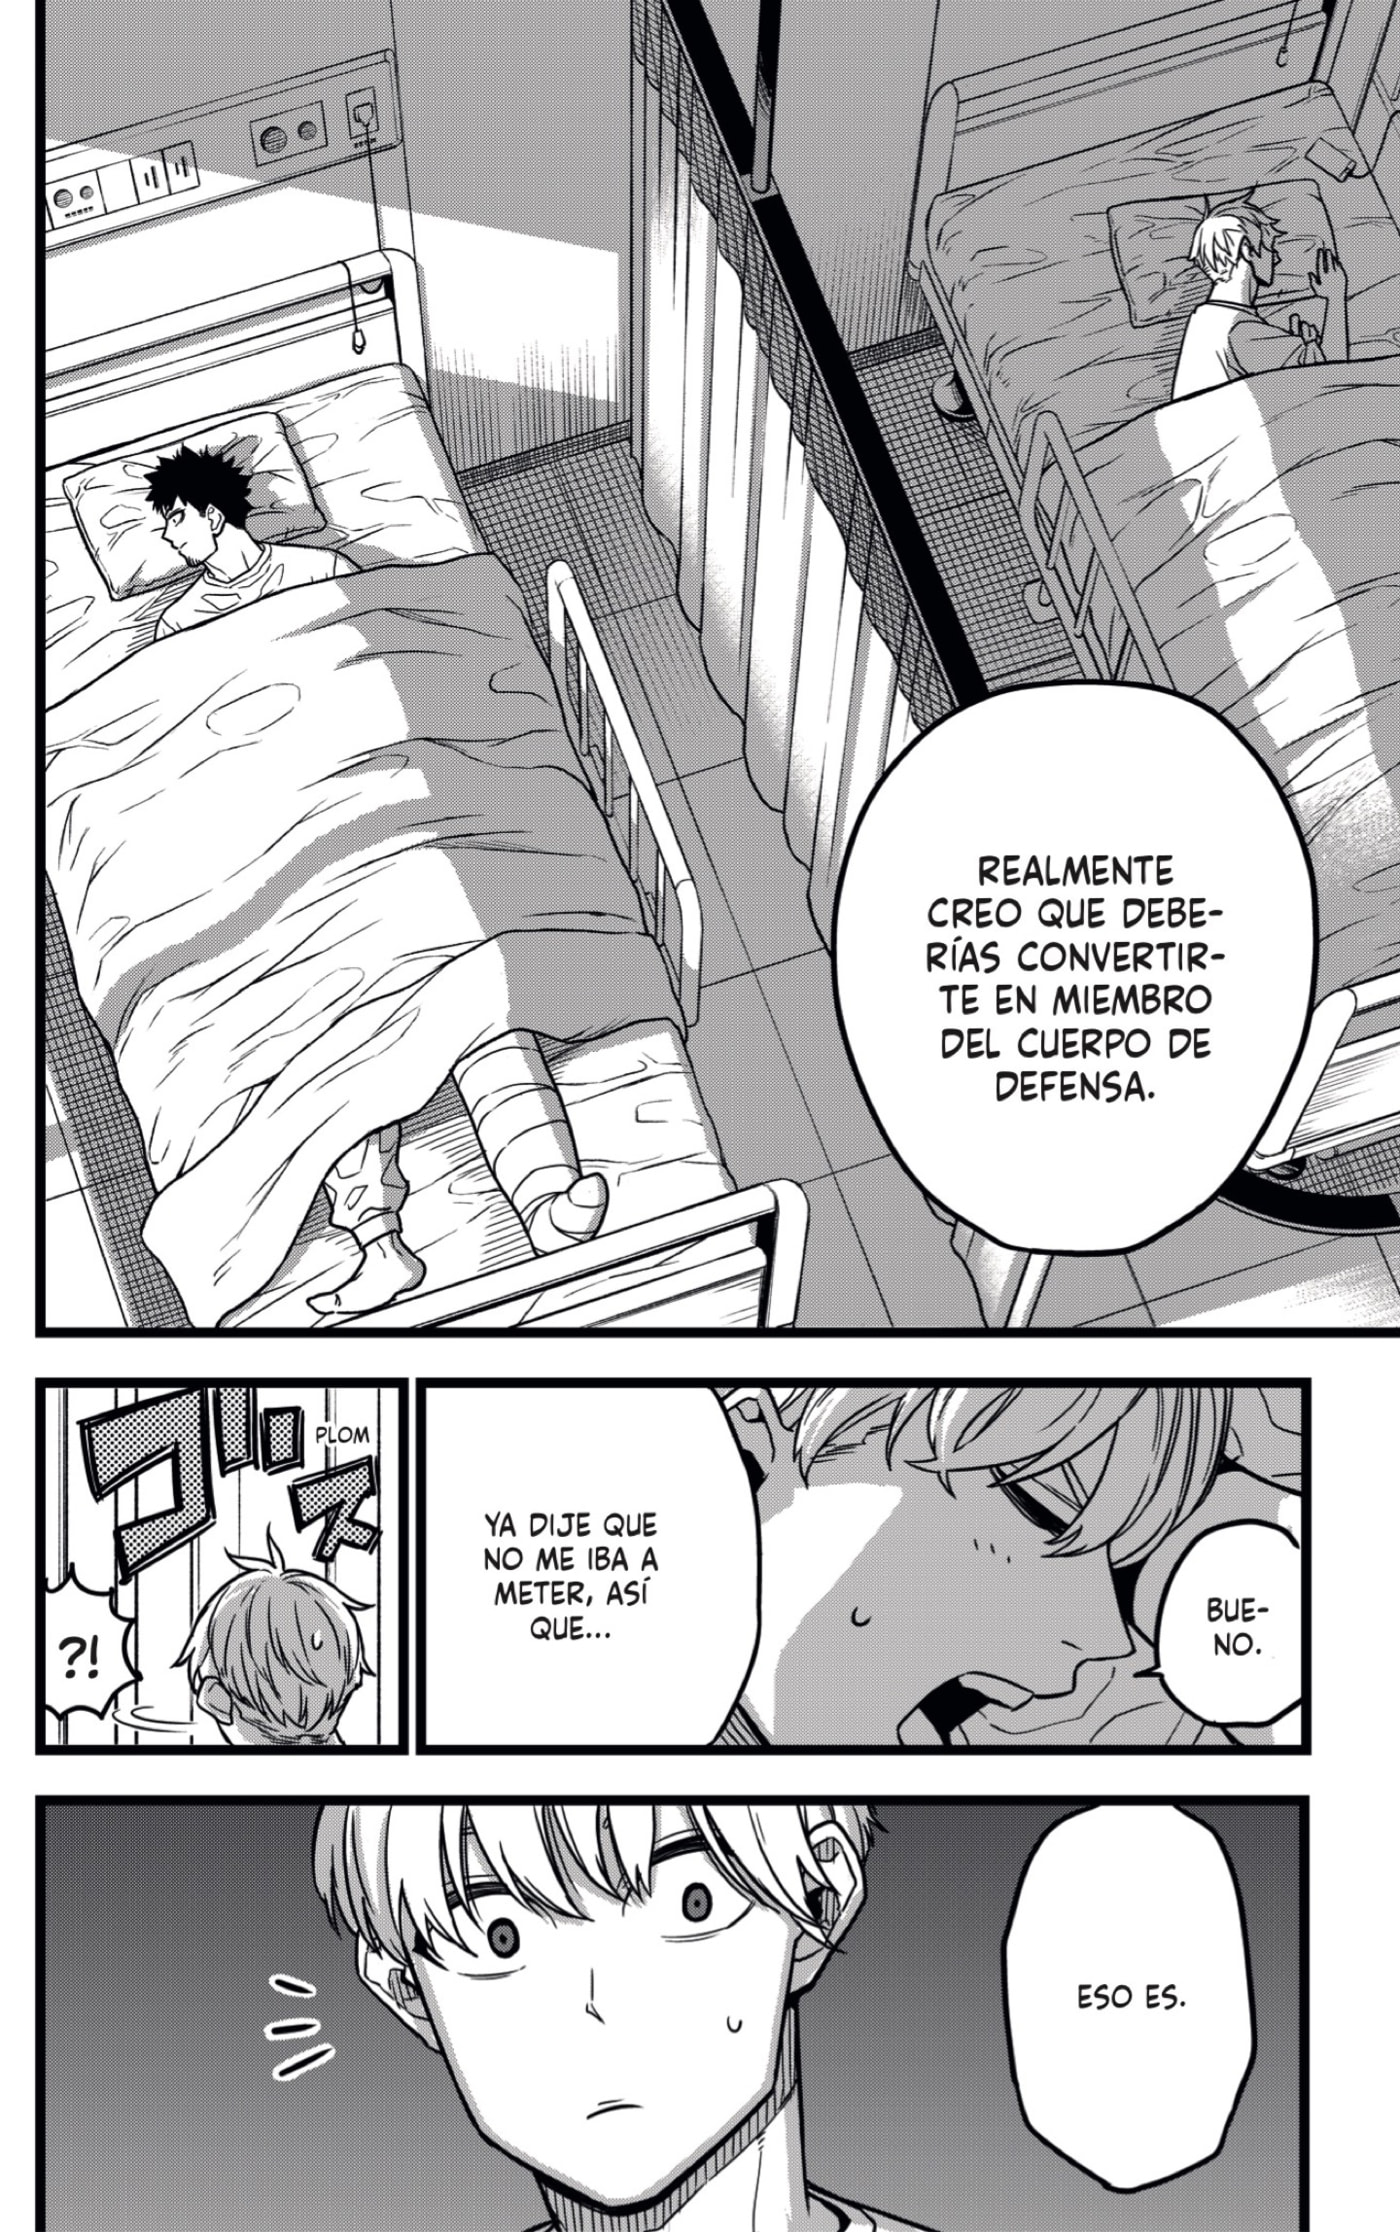 REALMENTE
CREO QUE DEBE-
RÍAS CONVERTIR-
TE EN MIEMBRO
DEL CUERPO DE
DEFENSA.
BUE-
NO.
YA DIJE QUE
NO ME IBA A
METER, ASÍ
QUE...
PLOM
?!
ESO ES.